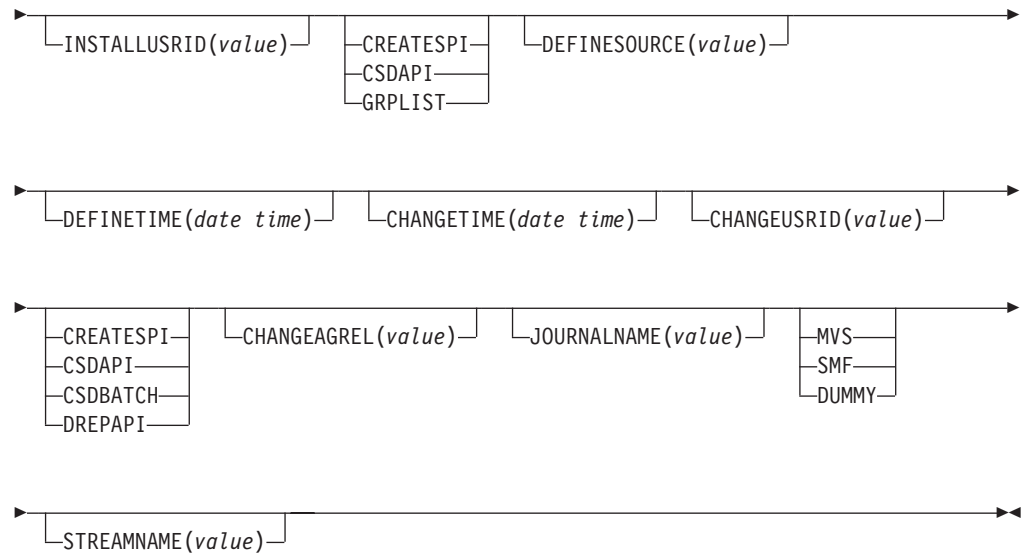 INSTALLUSRID(value) CREATESPI DEFINESOURCE(value)
CSDAPI
GRPLIST
DEFINETIME(date time) CHANGETIME(date time) CHANGEUSRID(value)
CREATESPI CHANGEAGREL(value) JOURNALNAME(value) MVS
CSDAPI SMF
CSDBATCH DUMMY
DREPAPI
STREAMNAME(value)